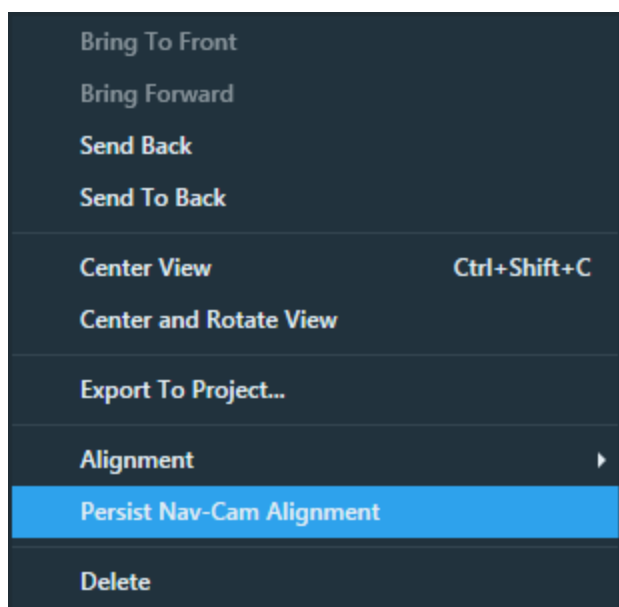 Bring To Front
Bring Forward
Send Back
Send To Back
Center View Ctrl+Shift+C
Center and Rotate View
Export To Project...
Alignment
Persist Nav-Cam Alignment
Delete